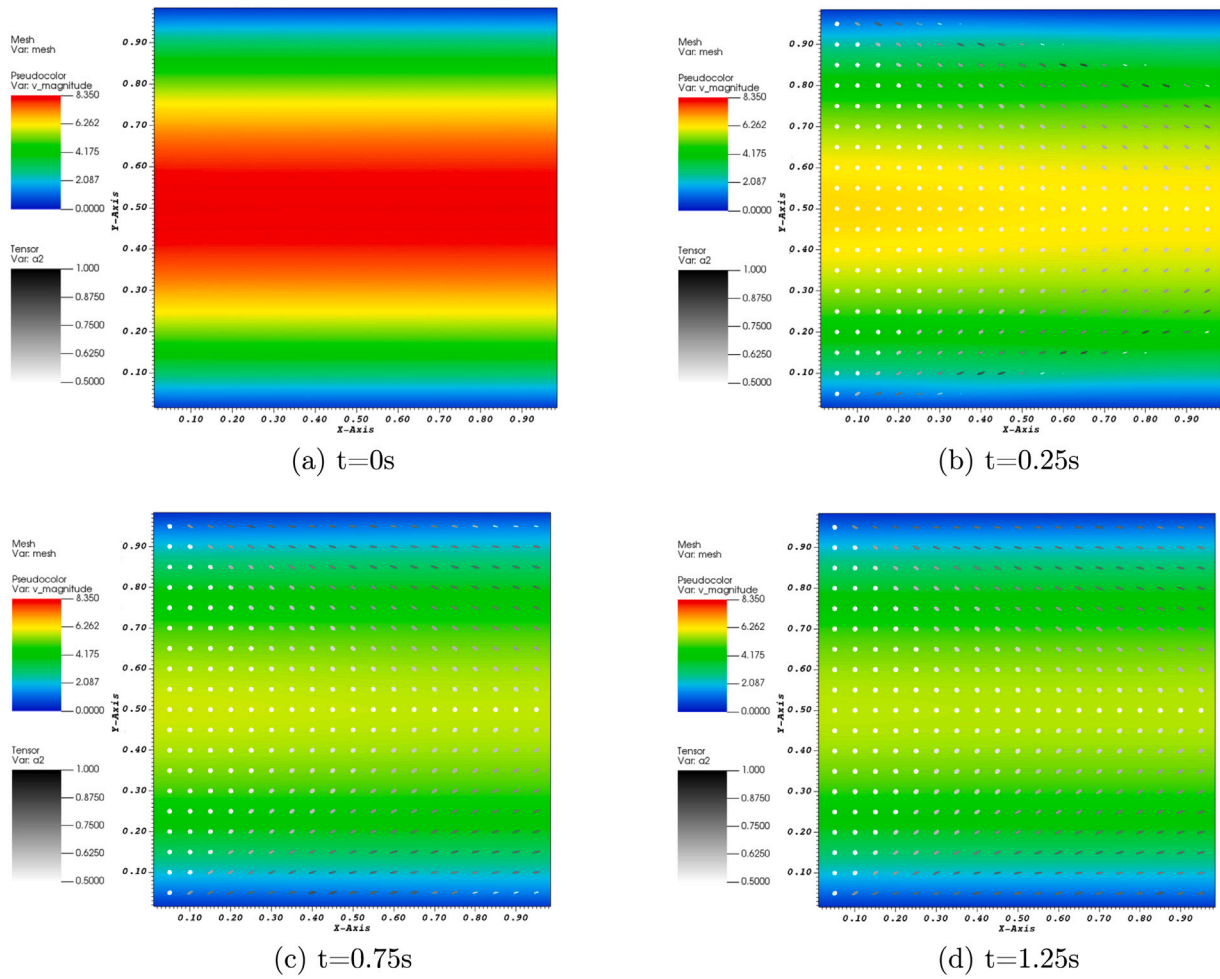 Mesh
Var: mesh
Pseudocolor
Var: v_magnitude
8.350
6.262
4.175
2.087
0.0000
Tensor
Var: a2
1.000
0.8750
0.7500
0.6250
0.5000
Y-Axis
0.90
0.80
0.70
0.60
0.50
0.40
0.30
0.20
0.10
0.10 0.20 0.30 0.40 0.50 0.60 0.70 0.80 0.90
X-Axis
(a) t=0s
Mesh
Var: mesh
Pseudocolor
Var: v_magnitude
8.350
6.262
4.175
2.087
0.0000
Tensor
Var: a2
1.000
0.8750
0.7500
0.6250
0.5000
Y-Axis
0.90
0.80
0.70
0.60
0.50
0.40
0.30
0.20
0.10
0.10 0.20 0.30 0.40 0.50 0.60 0.70 0.80 0.90
X-Axis
(b) t=0.25s
Mesh
Var: mesh
Pseudocolor
Var: v_magnitude
8.350
6.262
4.175
2.087
0.0000
Tensor
Var: a2
1.000
0.8750
0.7500
0.6250
0.5000
Y-Axis
0.90
0.80
0.70
0.60
0.50
0.40
0.30
0.20
0.10
0.10 0.20 0.30 0.40 0.50 0.60 0.70 0.80 0.90
X-Axis
(c) t=0.75s
Mesh
Var: mesh
Pseudocolor
Var: v_magnitude
8.350
6.262
4.175
2.087
0.0000
Tensor
Var: a2
1.000
0.8750
0.7500
0.6250
0.5000
Y-Axis
0.90
0.80
0.70
0.60
0.50
0.40
0.30
0.20
0.10
0.10 0.20 0.30 0.40 0.50 0.60 0.70 0.80 0.90
X-Axis
(d) t=1.25s